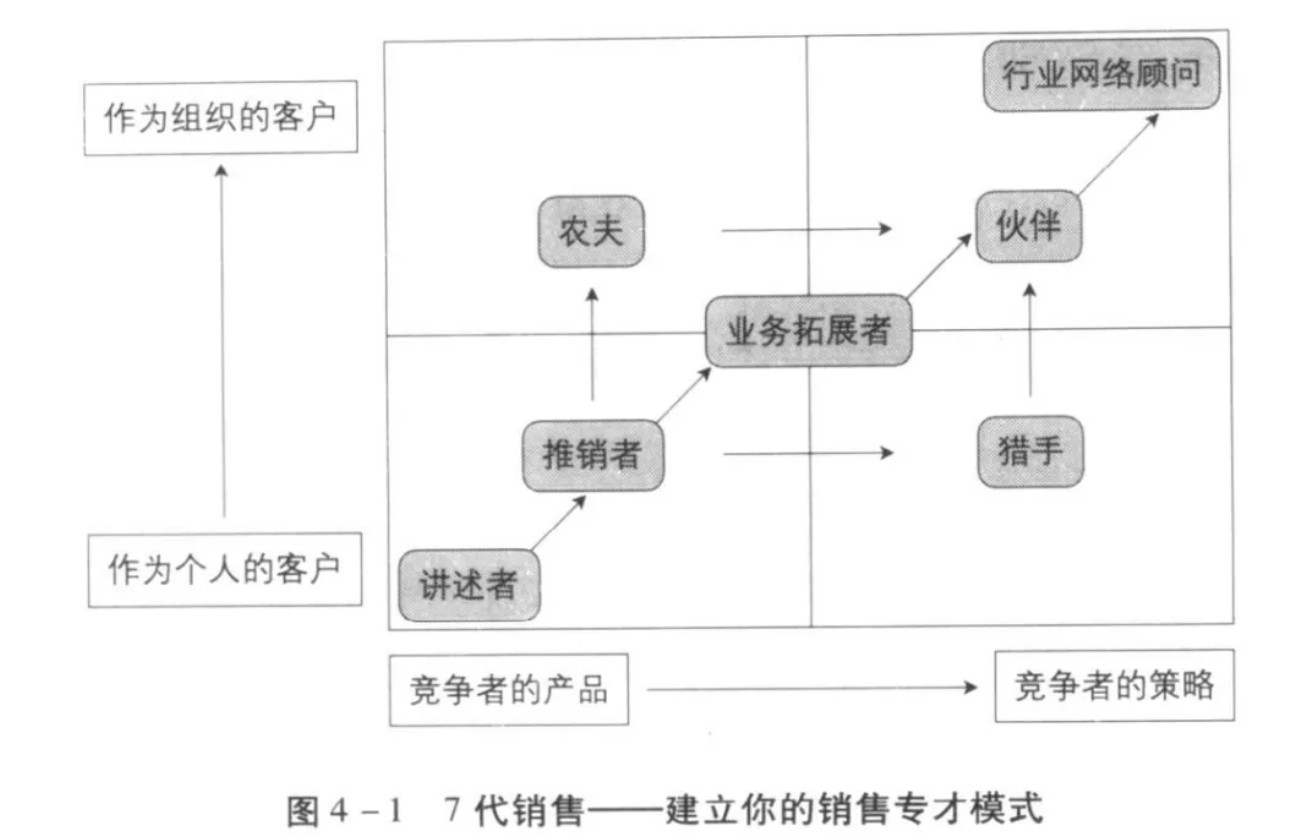 行业网络顾问
作为组织的客户
农夫
伙伴
业务拓展者
推销者
猎手
作为个人的客户
讲述者
竞争者的产品
竞争者的策略
图 4－1 7 代销售——建立你的销售专才模式